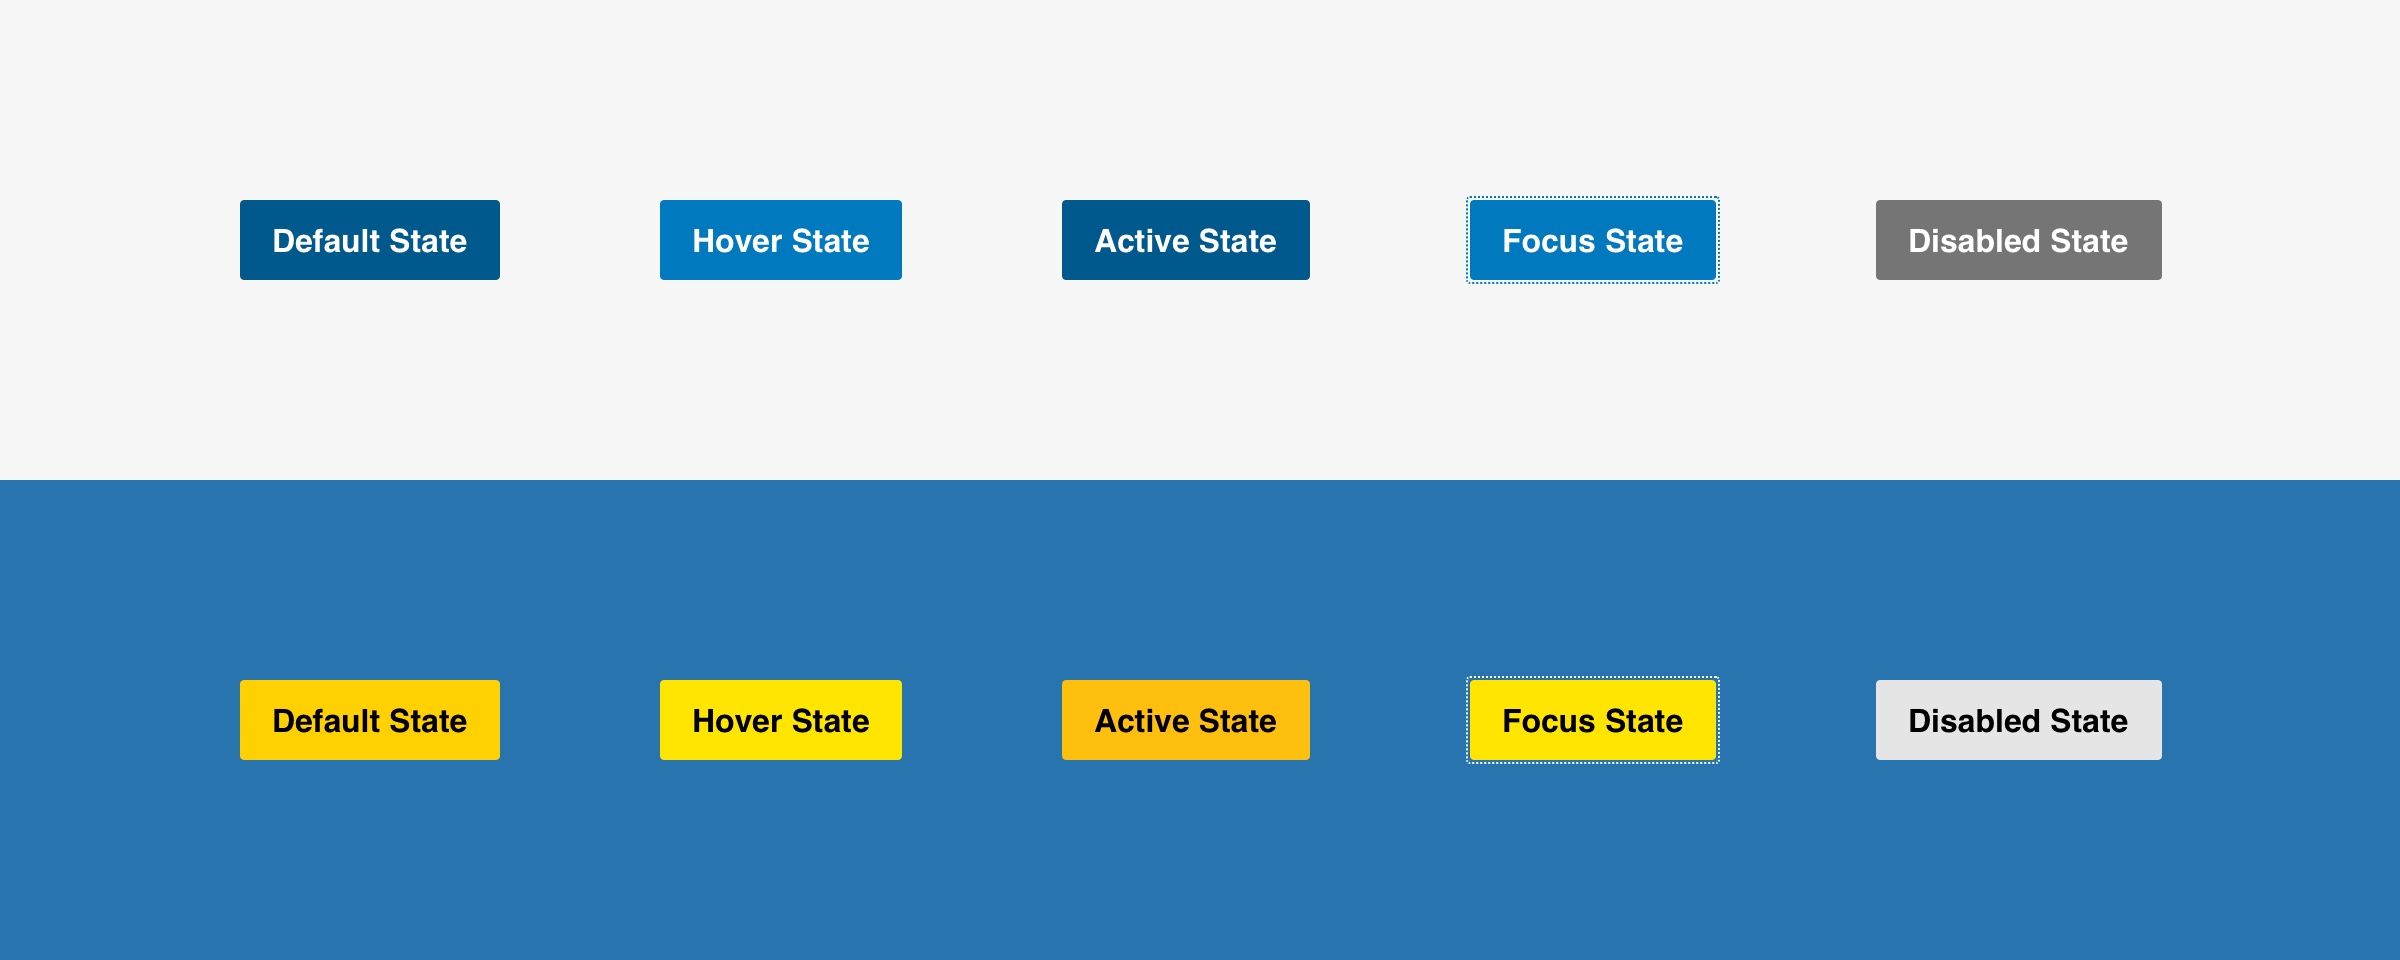 Default State
Hover State
Active State
Focus State
Disabled State
Default State
Hover State
Active State
Focus State
Disabled State